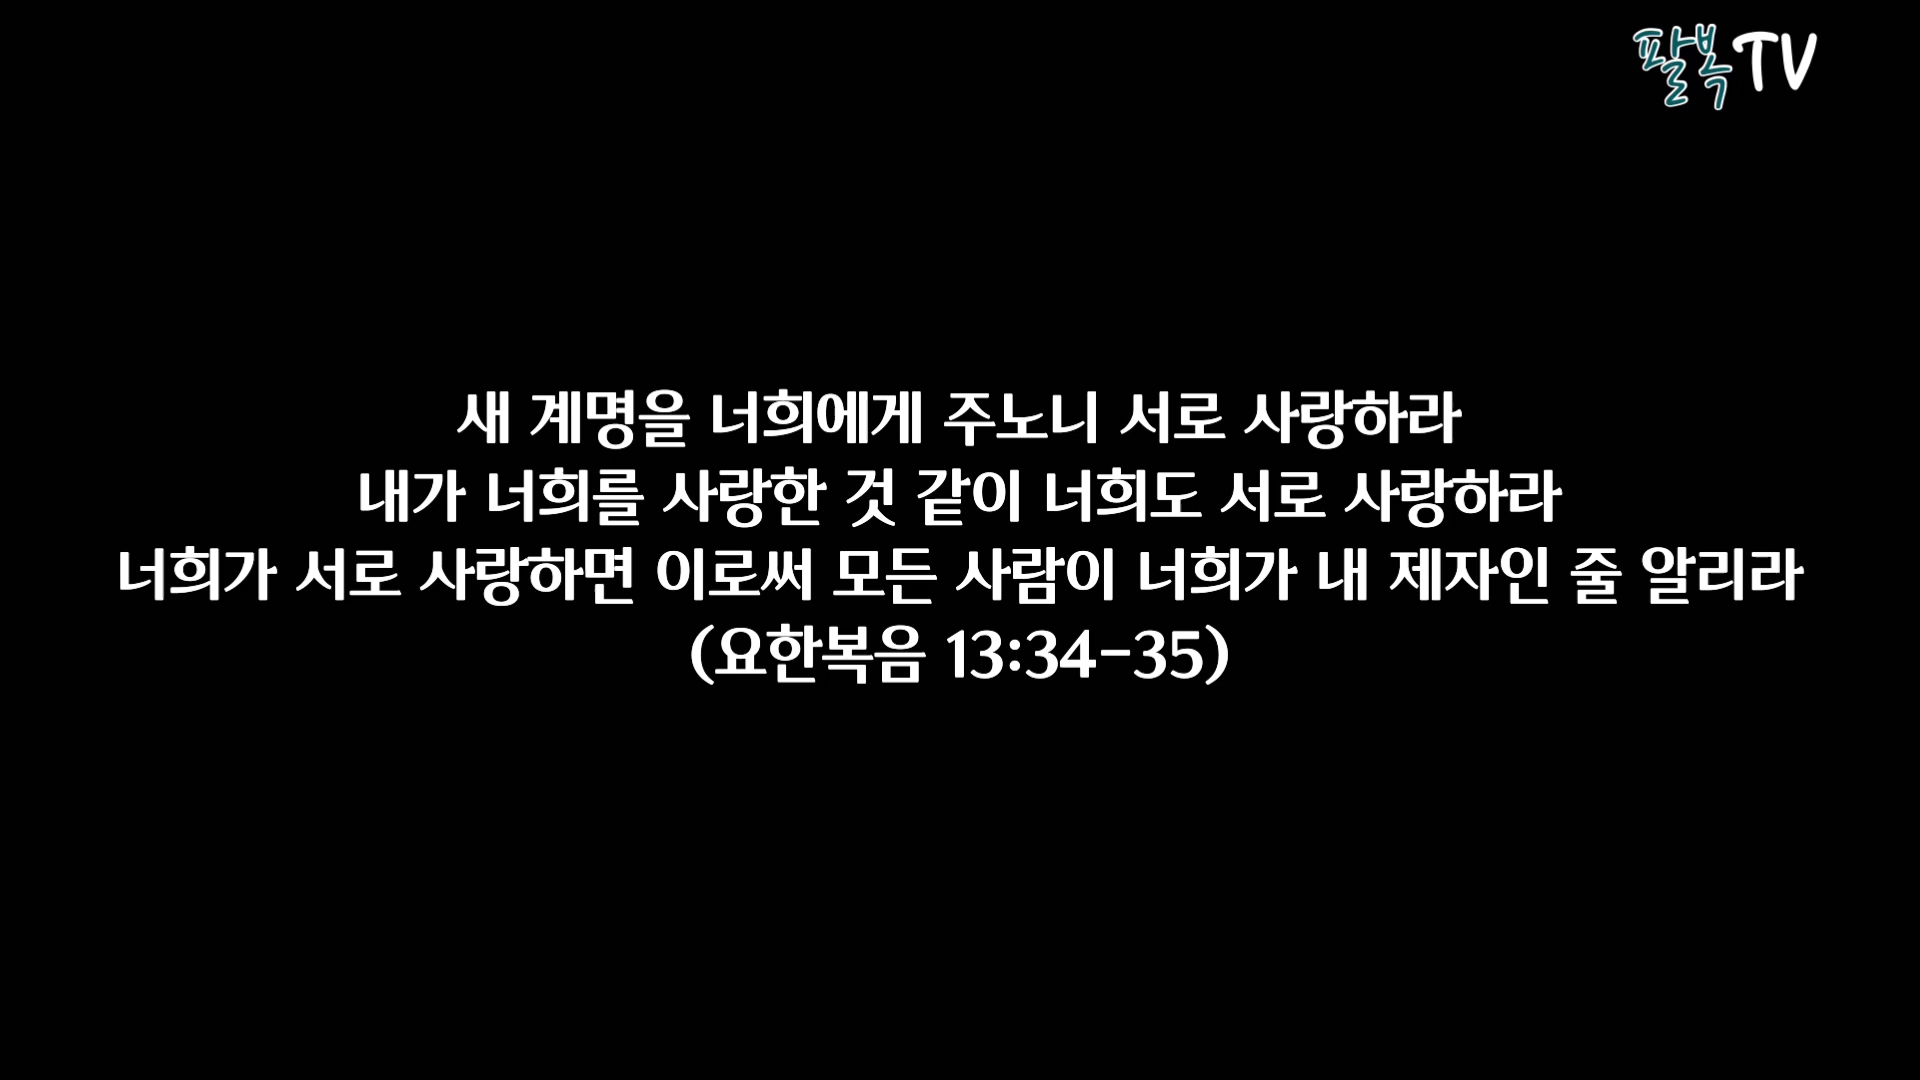 팔복TV
새 계명을 너희에게 주노니 서로 사랑하라
내가 너희를 사랑한 것 같이 너희도 서로 사랑하라
너희가 서로 사랑하면 이로써 모든 사람이 너희가 내 제자인 줄 알리라
(요한복음 13:34-35)